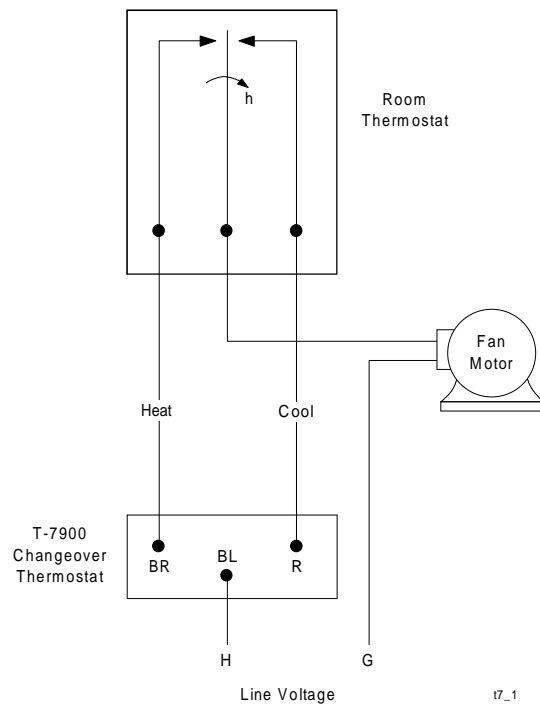 h
Room
Thermostat
Fan
Motor
Heat
Cool
T-7900
Changeover
Thermostat
BR
BL
R
H
G
Line Voltage
t7_1